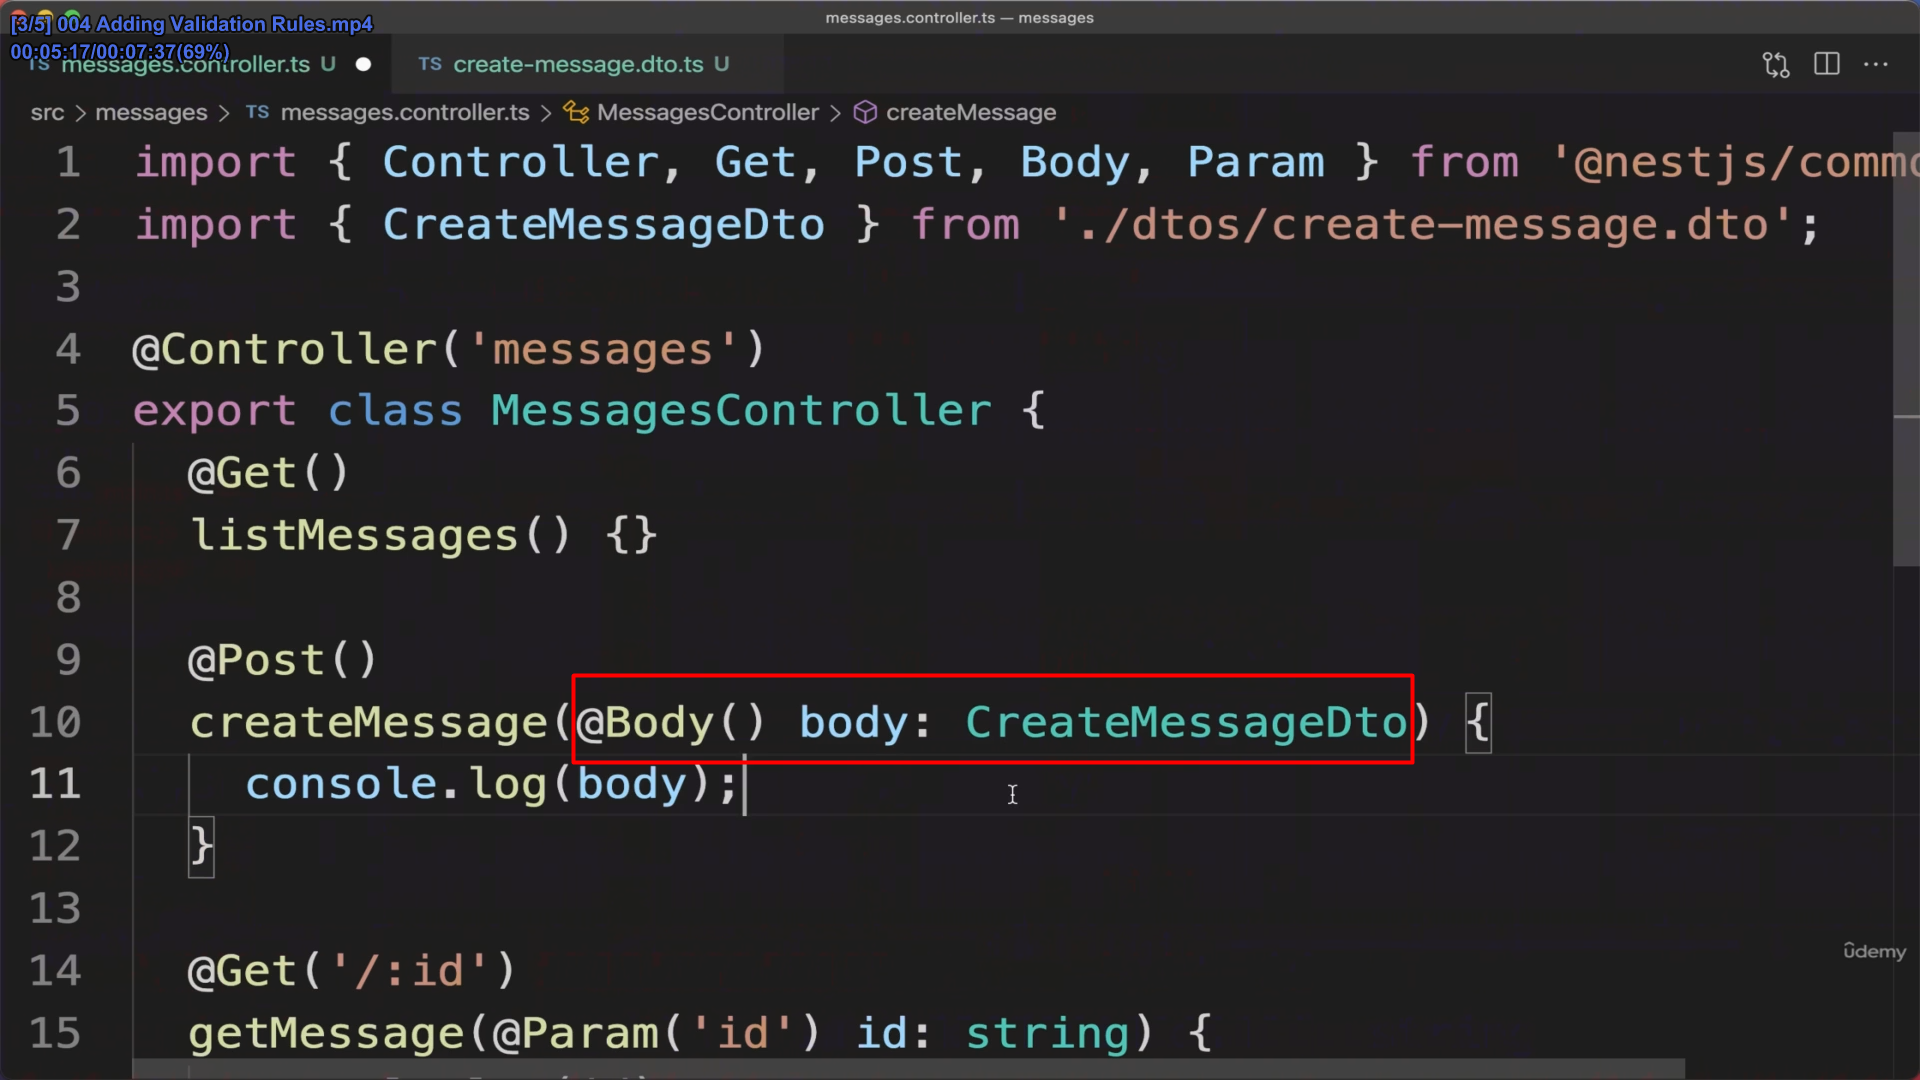 messages.controller.ts — messages
[3/5] 004 Adding Validation Rules.mp4
00:05:17/00:07:37(69%)
TS messages.controller.ts U
TS create-message.dto.ts U
src > messages > TS messages.controller.ts > MessagesController > createMessage
1 import { Controller, Get, Post, Body, Param } from '@nestjs/commo
2 import { CreateMessageDto } from './dtos/create-message.dto';
3
4 @Controller('messages')
5 export class MessagesController {
6 @Get()
7 listMessages() {}
8
9 @Post()
10 createMessage(@Body() body: CreateMessageDto) {
11 console.log(body);
12 }
13
14 @Get('/:id')
15 getMessage(@Param('id') id: string) {
ûdemy